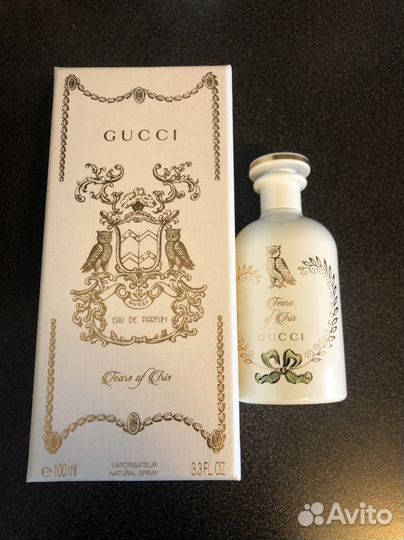 GUCCI
GUCCI
EAU DE PARFUM
Tears of Iris
℮ 100 ml
VAPORISATEUR
NATURAL SPRAY
3.3 FL.OZ.
Tears
of Iris
GUCCI
Avito